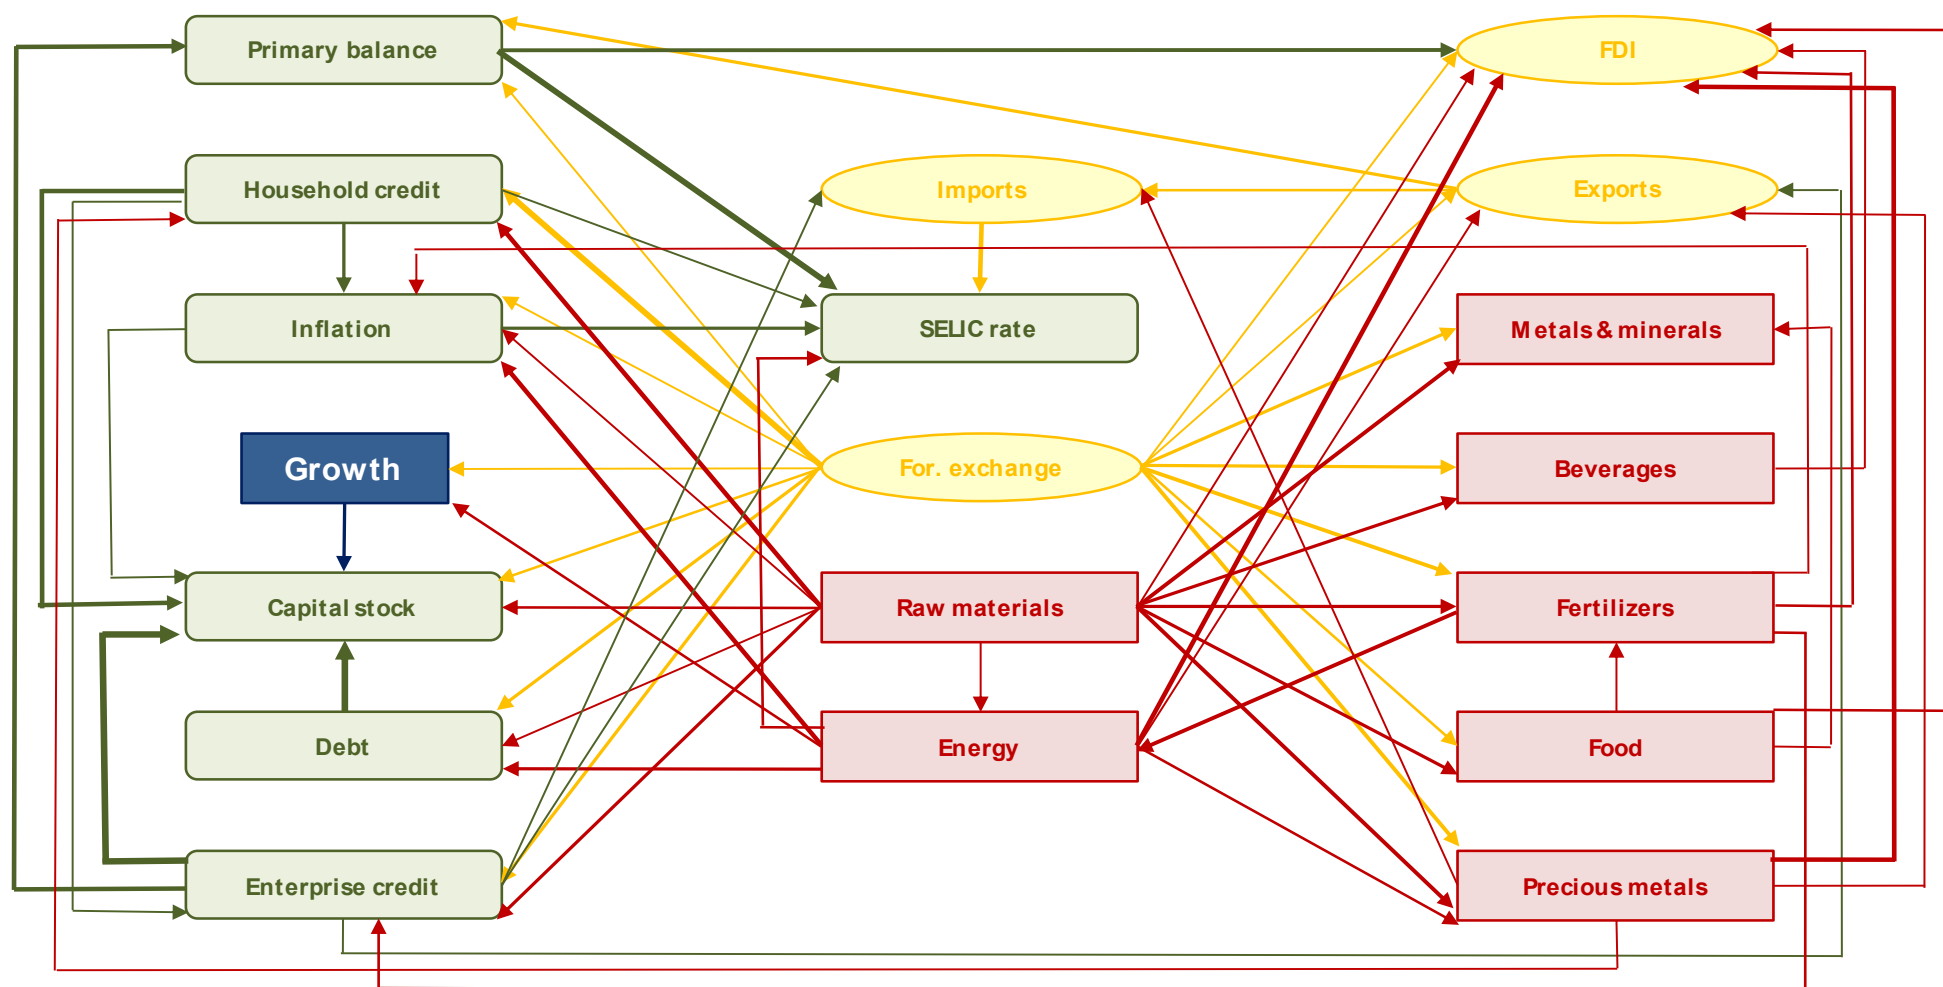 Primary balance
FDI
Household credit
Imports
Exports
Inflation
SELIC rate
Metals & minerals
Growth
For. exchange
Beverages
Capital stock
Raw materials
Fertilizers
Debt
Energy
Food
Enterprise credit
Precious metals